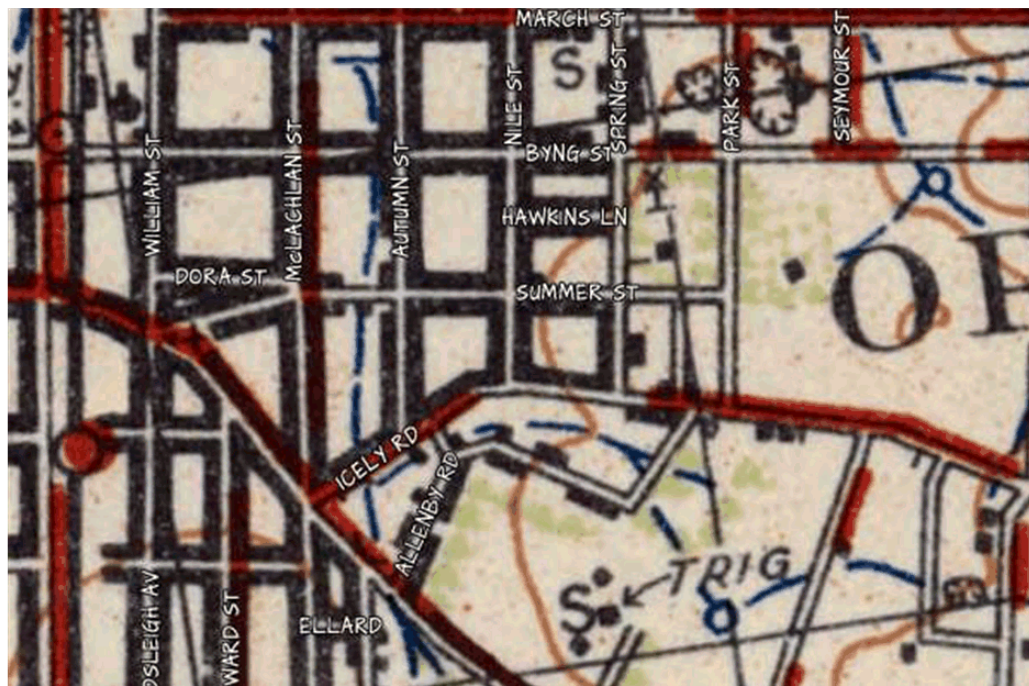 MARCH ST
S
NILE ST
SPRING ST
PARK ST
SEYMOUR ST
WILLIAM ST
McLACHLAN ST
AUTUMN ST
BYNG ST
HAWKINS LN
DORA ST
SUMMER ST
O
ICELY RD
ALLENBY RD
TRIG
S
WARD ST
ELLARD